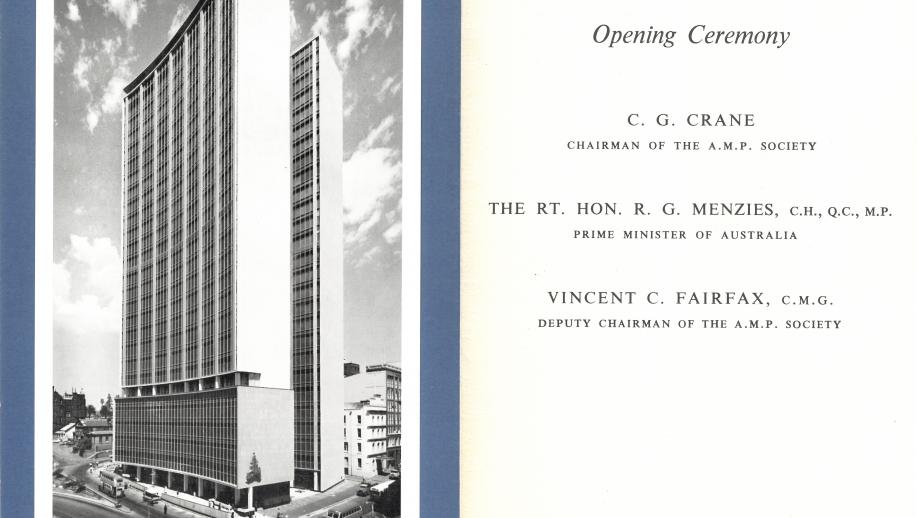 Opening Ceremony
C. G. CRANE
CHAIRMAN OF THE A.M.P. SOCIETY
THE RT. HON. R. G. MENZIES, C.H., Q.C., M.P.
PRIME MINISTER OF AUSTRALIA
VINCENT C. FAIRFAX, C.M.G.
DEPUTY CHAIRMAN OF THE A.M.P. SOCIETY